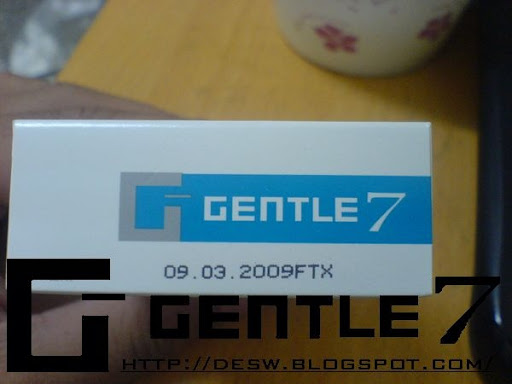 GENTLE 7
09.03.2009FTX
GENTLE 7
HTTP://DESW.BLOGSPOT.COM/